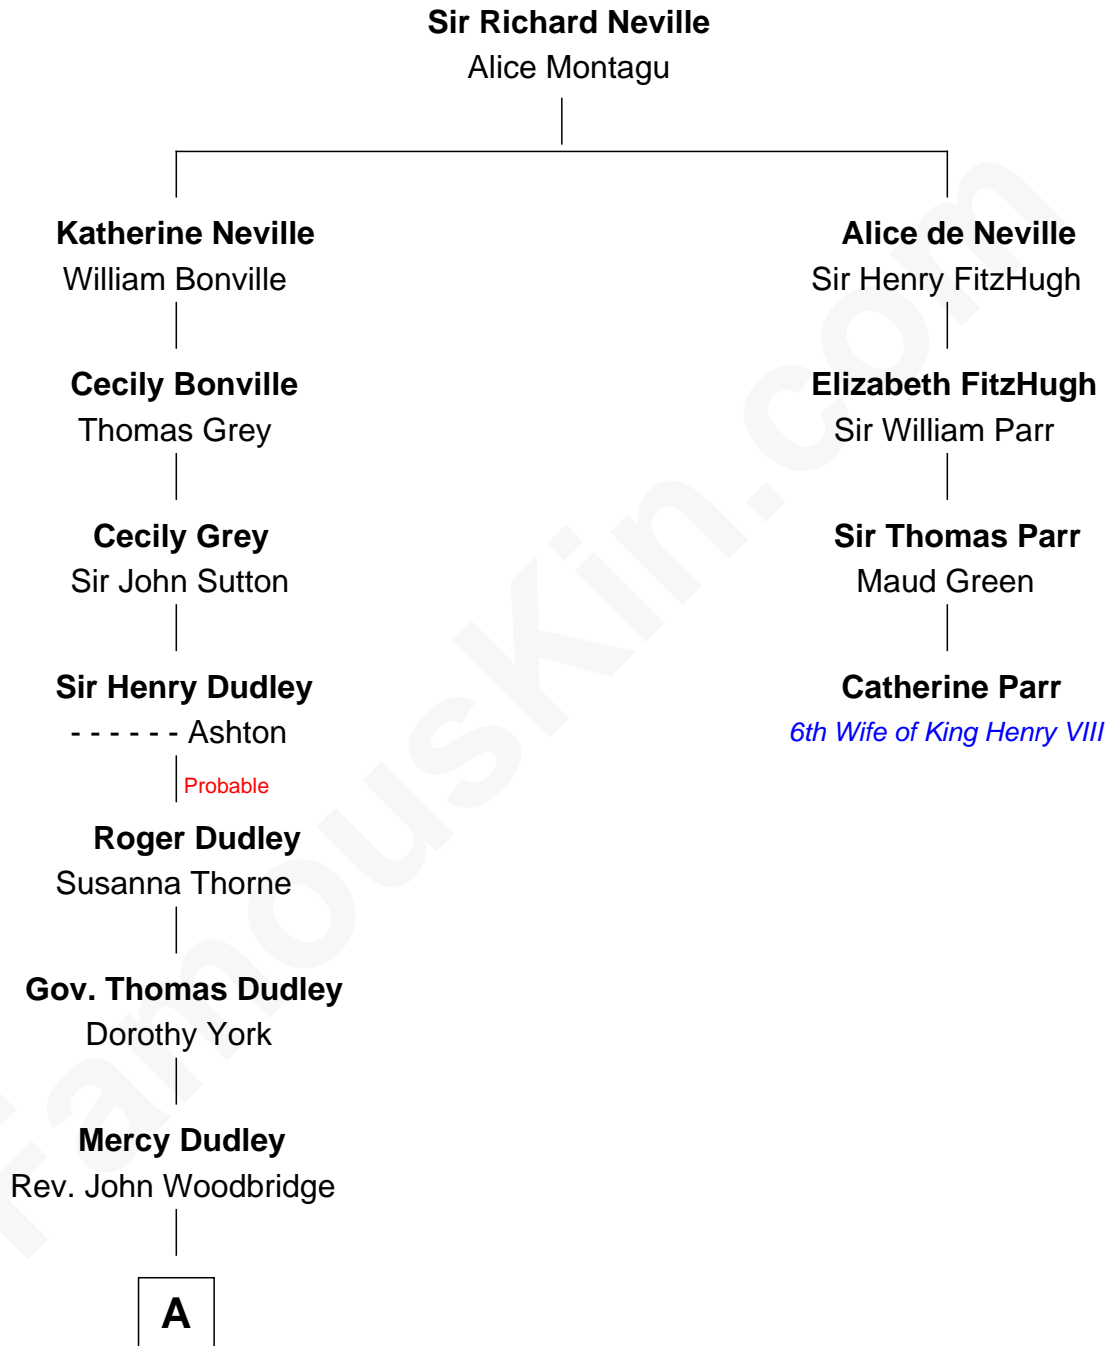 Sir Richard Neville
Alice Montagu
Katherine Neville
William Bonville
Cecily Bonville
Thomas Grey
Cecily Grey
Sir John Sutton
Sir Henry Dudley
- - - - - - Ashton
Probable
Roger Dudley
Susanna Thorne
Gov. Thomas Dudley
Dorothy York
Mercy Dudley
Rev. John Woodbridge
A
Alice de Neville
Sir Henry FitzHugh
Elizabeth FitzHugh
Sir William Parr
Sir Thomas Parr
Maud Green
Catherine Parr
6th Wife of King Henry VIII
FamousKin.com